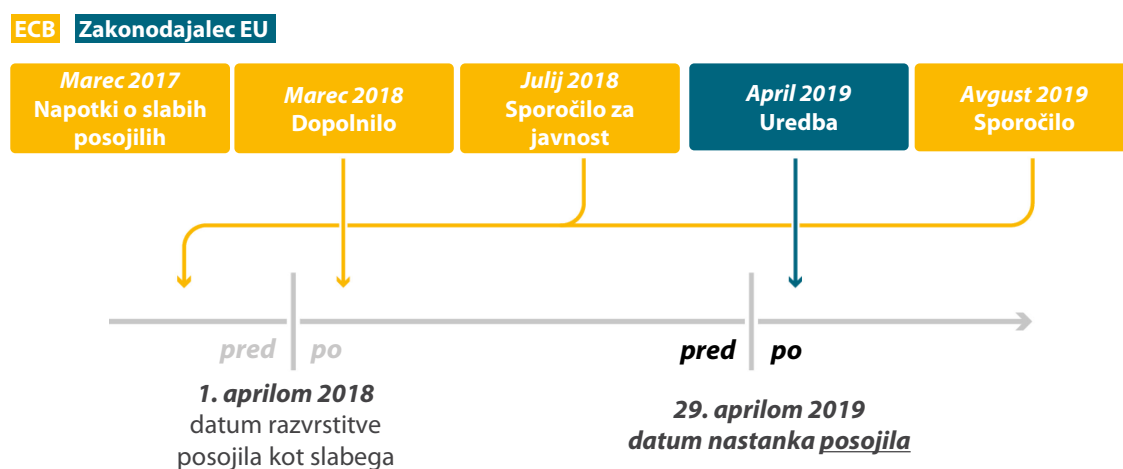 ECB Zakonodajalec EU
Marec 2017
Napotki o slabih
posojilih
Marec 2018
Dopolnilo
Julij 2018
Sporočilo za
javnost
April 2019
Uredba
Avgust 2019
Sporočilo
pred po
1. aprilom 2018
datum razvrstitve
posojila kot slabega
pred po
29. aprilom 2019
datum nastanka posojila